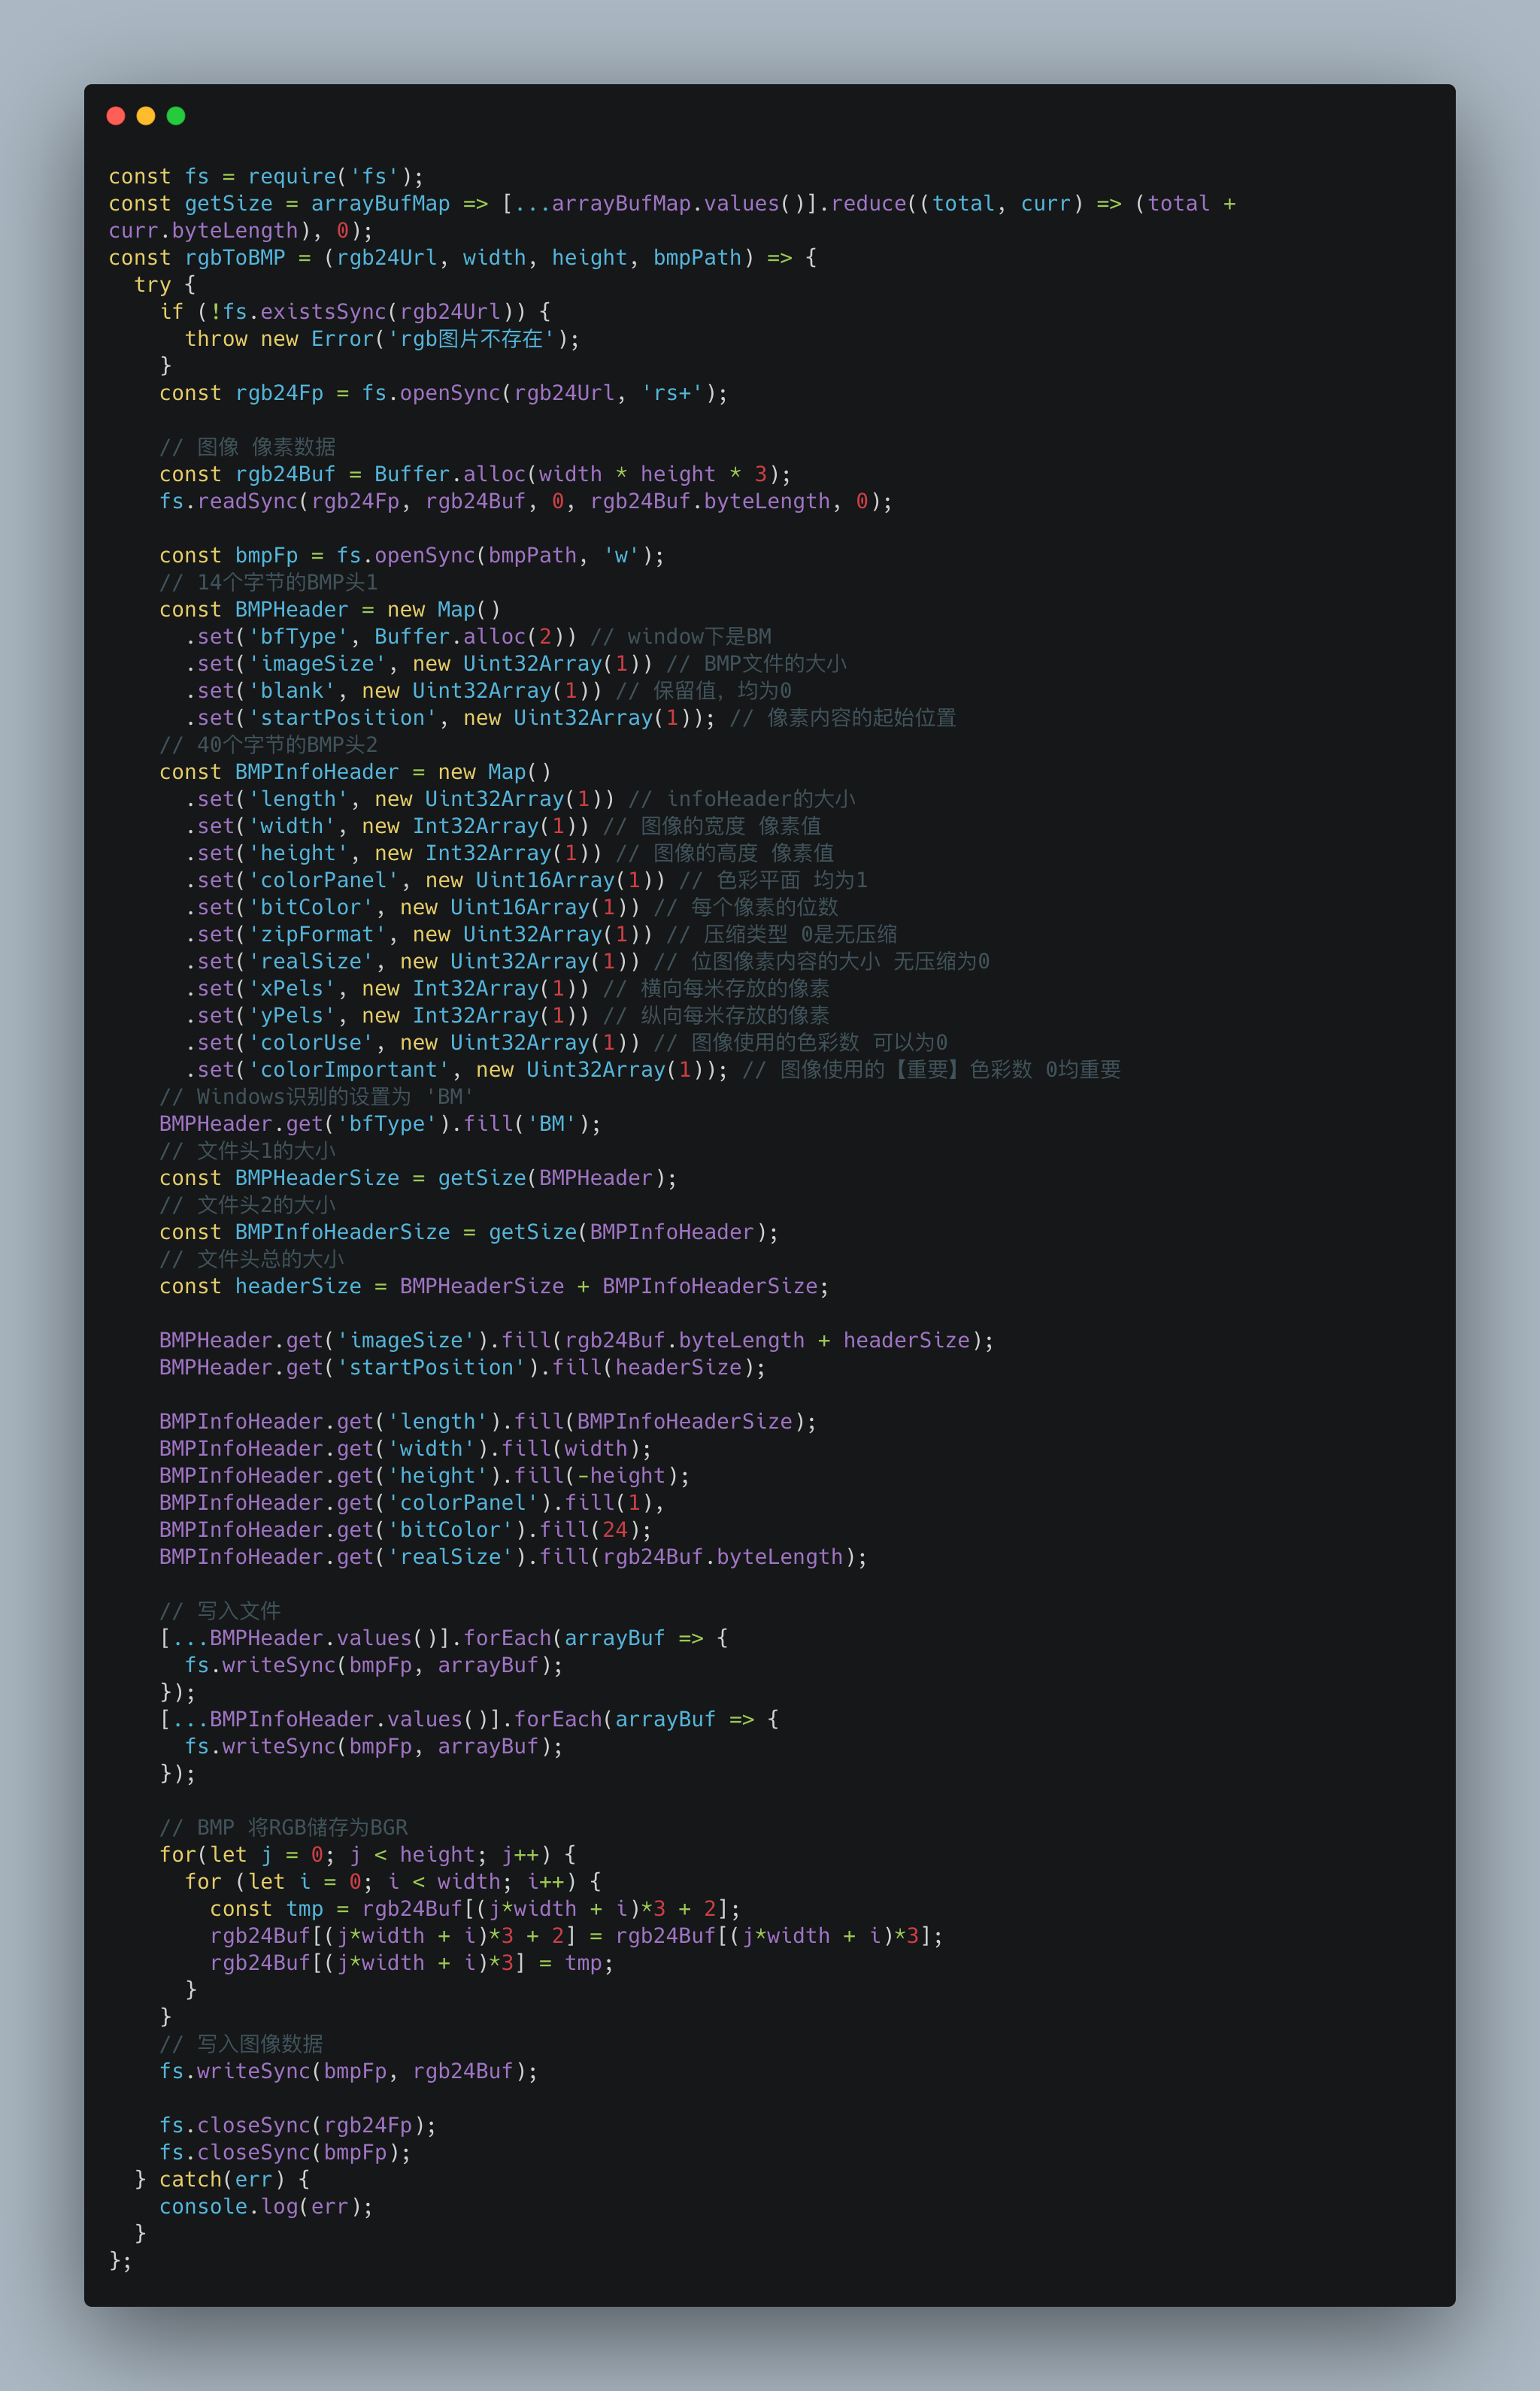 const fs = require('fs');
const getSize = arrayBufMap => [...arrayBufMap.values()].reduce((total, curr) => (total +
curr.byteLength), 0);
const rgbToBMP = (rgb24Url, width, height, bmpPath) => {
  try {
    if (!fs.existsSync(rgb24Url)) {
      throw new Error('rgb图片不存在');
    }
    const rgb24Fp = fs.openSync(rgb24Url, 'rs+');

    // 图像 像素数据
    const rgb24Buf = Buffer.alloc(width * height * 3);
    fs.readSync(rgb24Fp, rgb24Buf, 0, rgb24Buf.byteLength, 0);

    const bmpFp = fs.openSync(bmpPath, 'w');
    // 14个字节的BMP头1
    const BMPHeader = new Map()
      .set('bfType', Buffer.alloc(2)) // window下是BM
      .set('imageSize', new Uint32Array(1)) // BMP文件的大小
      .set('blank', new Uint32Array(1)) // 保留值，均为0
      .set('startPosition', new Uint32Array(1)); // 像素内容的起始位置
    // 40个字节的BMP头2
    const BMPInfoHeader = new Map()
      .set('length', new Uint32Array(1)) // infoHeader的大小
      .set('width', new Int32Array(1)) // 图像的宽度 像素值
      .set('height', new Int32Array(1)) // 图像的高度 像素值
      .set('colorPanel', new Uint16Array(1)) // 色彩平面 均为1
      .set('bitColor', new Uint16Array(1)) // 每个像素的位数
      .set('zipFormat', new Uint32Array(1)) // 压缩类型 0是无压缩
      .set('realSize', new Uint32Array(1)) // 位图像素内容的大小 无压缩为0
      .set('xPels', new Int32Array(1)) // 横向每米存放的像素
      .set('yPels', new Int32Array(1)) // 纵向每米存放的像素
      .set('colorUse', new Uint32Array(1)) // 图像使用的色彩数 可以为0
      .set('colorImportant', new Uint32Array(1)); // 图像使用的【重要】色彩数 0均重要
    // Windows识别的设置为 'BM'
    BMPHeader.get('bfType').fill('BM');
    // 文件头1的大小
    const BMPHeaderSize = getSize(BMPHeader);
    // 文件头2的大小
    const BMPInfoHeaderSize = getSize(BMPInfoHeader);
    // 文件头总的大小
    const headerSize = BMPHeaderSize + BMPInfoHeaderSize;

    BMPHeader.get('imageSize').fill(rgb24Buf.byteLength + headerSize);
    BMPHeader.get('startPosition').fill(headerSize);

    BMPInfoHeader.get('length').fill(BMPInfoHeaderSize);
    BMPInfoHeader.get('width').fill(width);
    BMPInfoHeader.get('height').fill(-height);
    BMPInfoHeader.get('colorPanel').fill(1),
    BMPInfoHeader.get('bitColor').fill(24);
    BMPInfoHeader.get('realSize').fill(rgb24Buf.byteLength);

    // 写入文件
    [...BMPHeader.values()].forEach(arrayBuf => {
      fs.writeSync(bmpFp, arrayBuf);
    });
    [...BMPInfoHeader.values()].forEach(arrayBuf => {
      fs.writeSync(bmpFp, arrayBuf);
    });

    // BMP 将RGB储存为BGR
    for(let j = 0; j < height; j++) {
      for (let i = 0; i < width; i++) {
        const tmp = rgb24Buf[(j*width + i)*3 + 2];
        rgb24Buf[(j*width + i)*3 + 2] = rgb24Buf[(j*width + i)*3];
        rgb24Buf[(j*width + i)*3] = tmp;
      }
    }
    // 写入图像数据
    fs.writeSync(bmpFp, rgb24Buf);

    fs.closeSync(rgb24Fp);
    fs.closeSync(bmpFp);
  } catch(err) {
    console.log(err);
  }
};